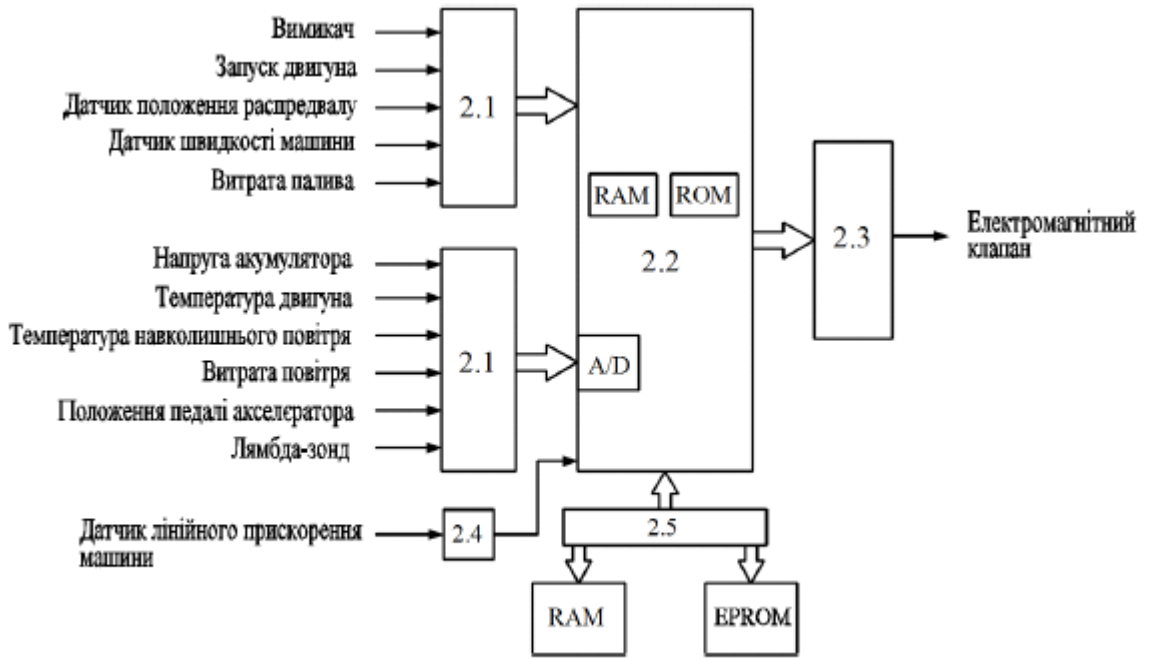 Вимикач
Запуск двигуна
Датчик положення распредвалу
Датчик швидкості машини
Витрата палива
2.1
Напруга акумулятора
Температура двигуна
Температура навколишнього повітря
Витрата повітря
Положення педалі акселєратора
Лямбда-зонд
2.1
Датчик лінійного прискорення
машини
2.4
RAM
ROM
2.2
A/D
2.3
Електромагнітний
клапан
2.5
RAM
EPROM